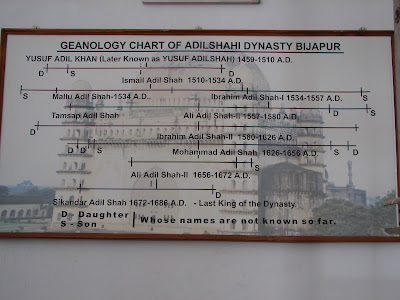 GEANOLOGY CHART OF ADILSHAHI DYNASTY BIJAPUR
YUSUF ADIL KHAN (Later Known as YUSUF ADILSHAH) 1459-1510 A.D.
D D S
Ismail Adil Shah 1510-1534 A.D.
S D
Mallu Adil Shah-1534 A.D.. Ibrahim Adil Shah-I 1534-1557 A.D.
S S
Tamsap Adil Shah Ali Adil Shah-II 1557-1580 A.D.
D S
Ibrahim Adil Shah-II 1580-1626 A.D.
D D S D
Mohammad Adil Shah 1626-1656 A.D.
S S
Ali Adil Shah-II 1656-1672 A.D.
S D
Sikandar Adil Shah 1672-1686 A.D. - Last King of the Dynasty.
D - Daughter
S - Son
Whose names are not known so far.